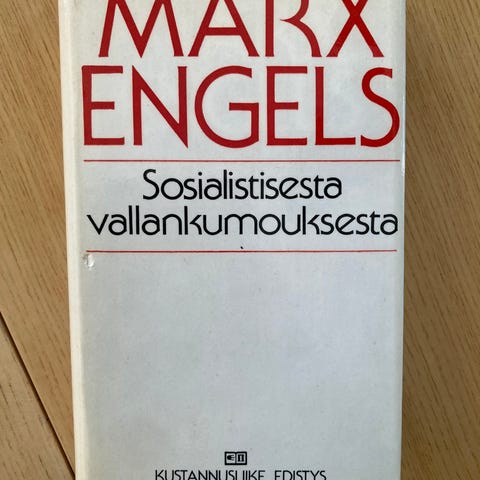 MARX
ENGELS
Sosialistisesta
vallankumouksesta
KUSTANNUSLIIKE EDISTYS